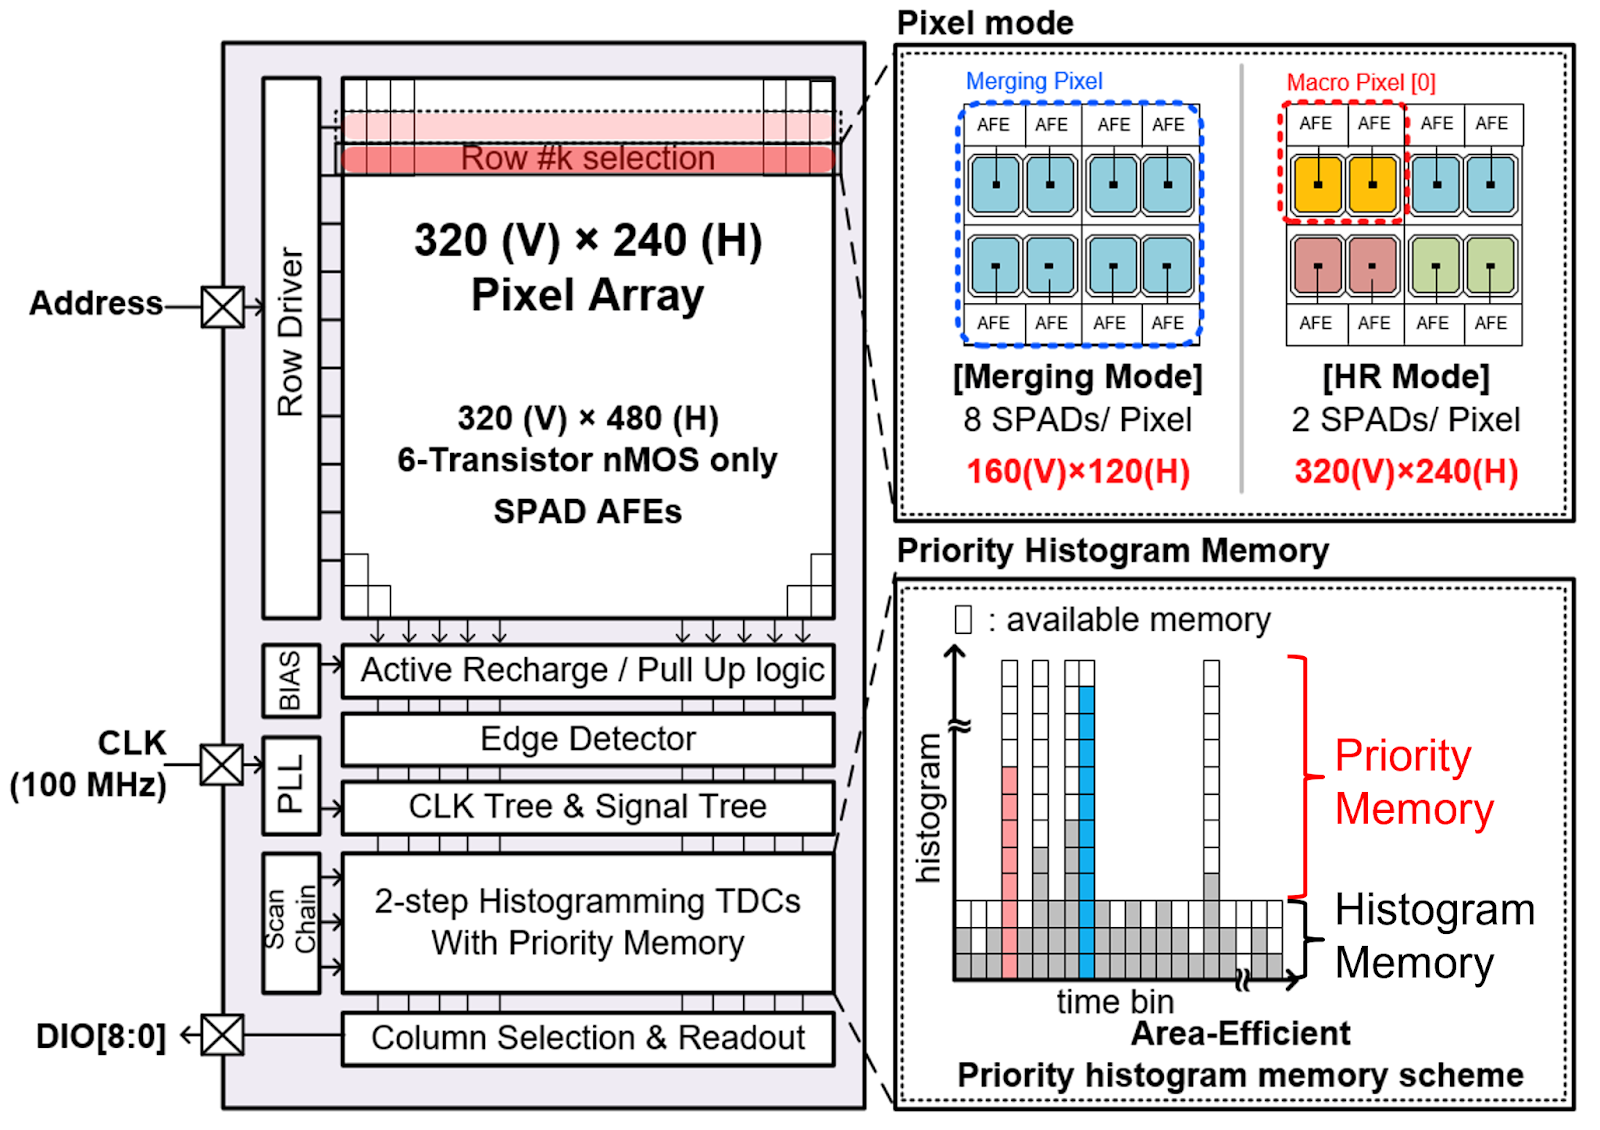 Pixel mode
Merging Pixel
Macro Pixel [0]
AFE AFE AFE AFE
AFE AFE AFE AFE
AFE AFE AFE AFE
AFE AFE AFE AFE
[Merging Mode]
8 SPADs/ Pixel
160(V)×120(H)
[HR Mode]
2 SPADs/ Pixel
320(V)×240(H)
Row #k selection
320 (V) × 240 (H)
Pixel Array
320 (V) × 480 (H)
6-Transistor nMOS only
SPAD AFEs
Row Driver
Address
BIAS
Active Recharge / Pull Up logic
Edge Detector
CLK
(100 MHz)
PLL
CLK Tree & Signal Tree
Scan
Chain
2-step Histogramming TDCs
With Priority Memory
DIO[8:0]
Column Selection & Readout
Priority Histogram Memory
: available memory
histogram
Priority
Memory
Histogram
Memory
time bin
Area-Efficient
Priority histogram memory scheme